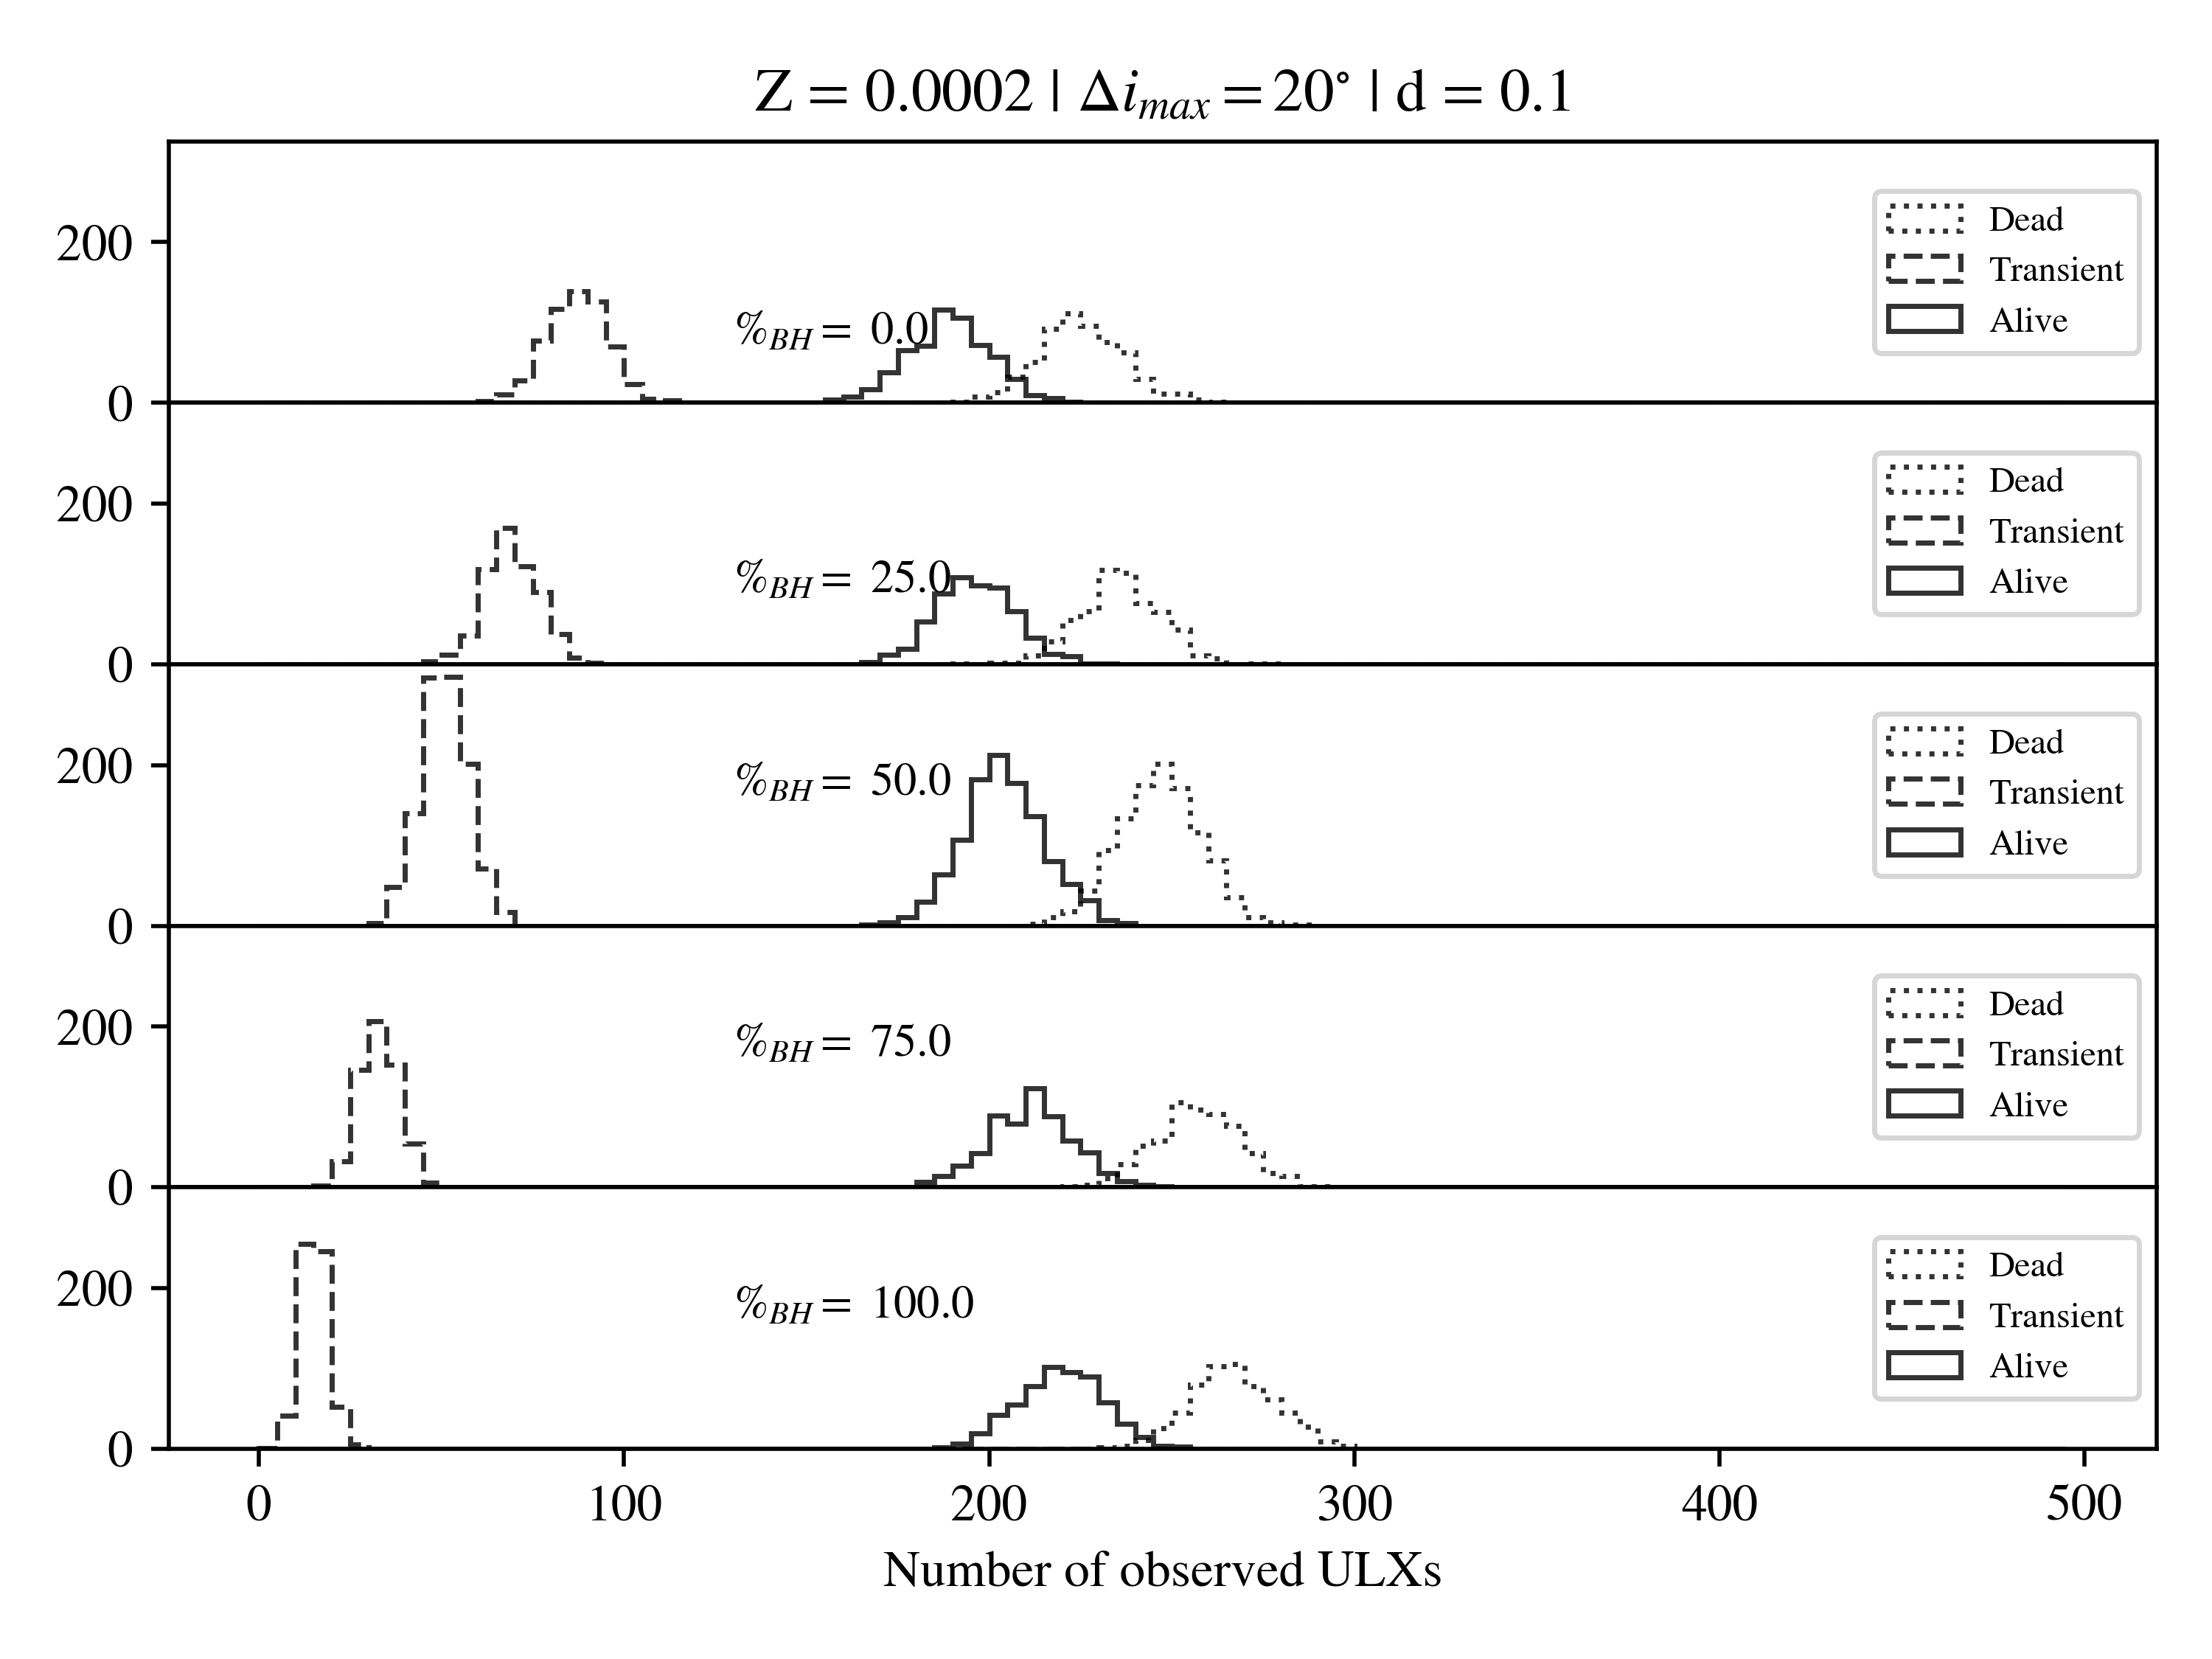 Z = 0.0002 | Δi_max = 20° | d = 0.1
200
0
%_BH = 0.0
Dead
Transient
Alive
200
0
%_BH = 25.0
Dead
Transient
Alive
200
0
%_BH = 50.0
Dead
Transient
Alive
200
0
%_BH = 75.0
Dead
Transient
Alive
200
0
%_BH = 100.0
Dead
Transient
Alive
0 100 200 300 400 500
Number of observed ULXs